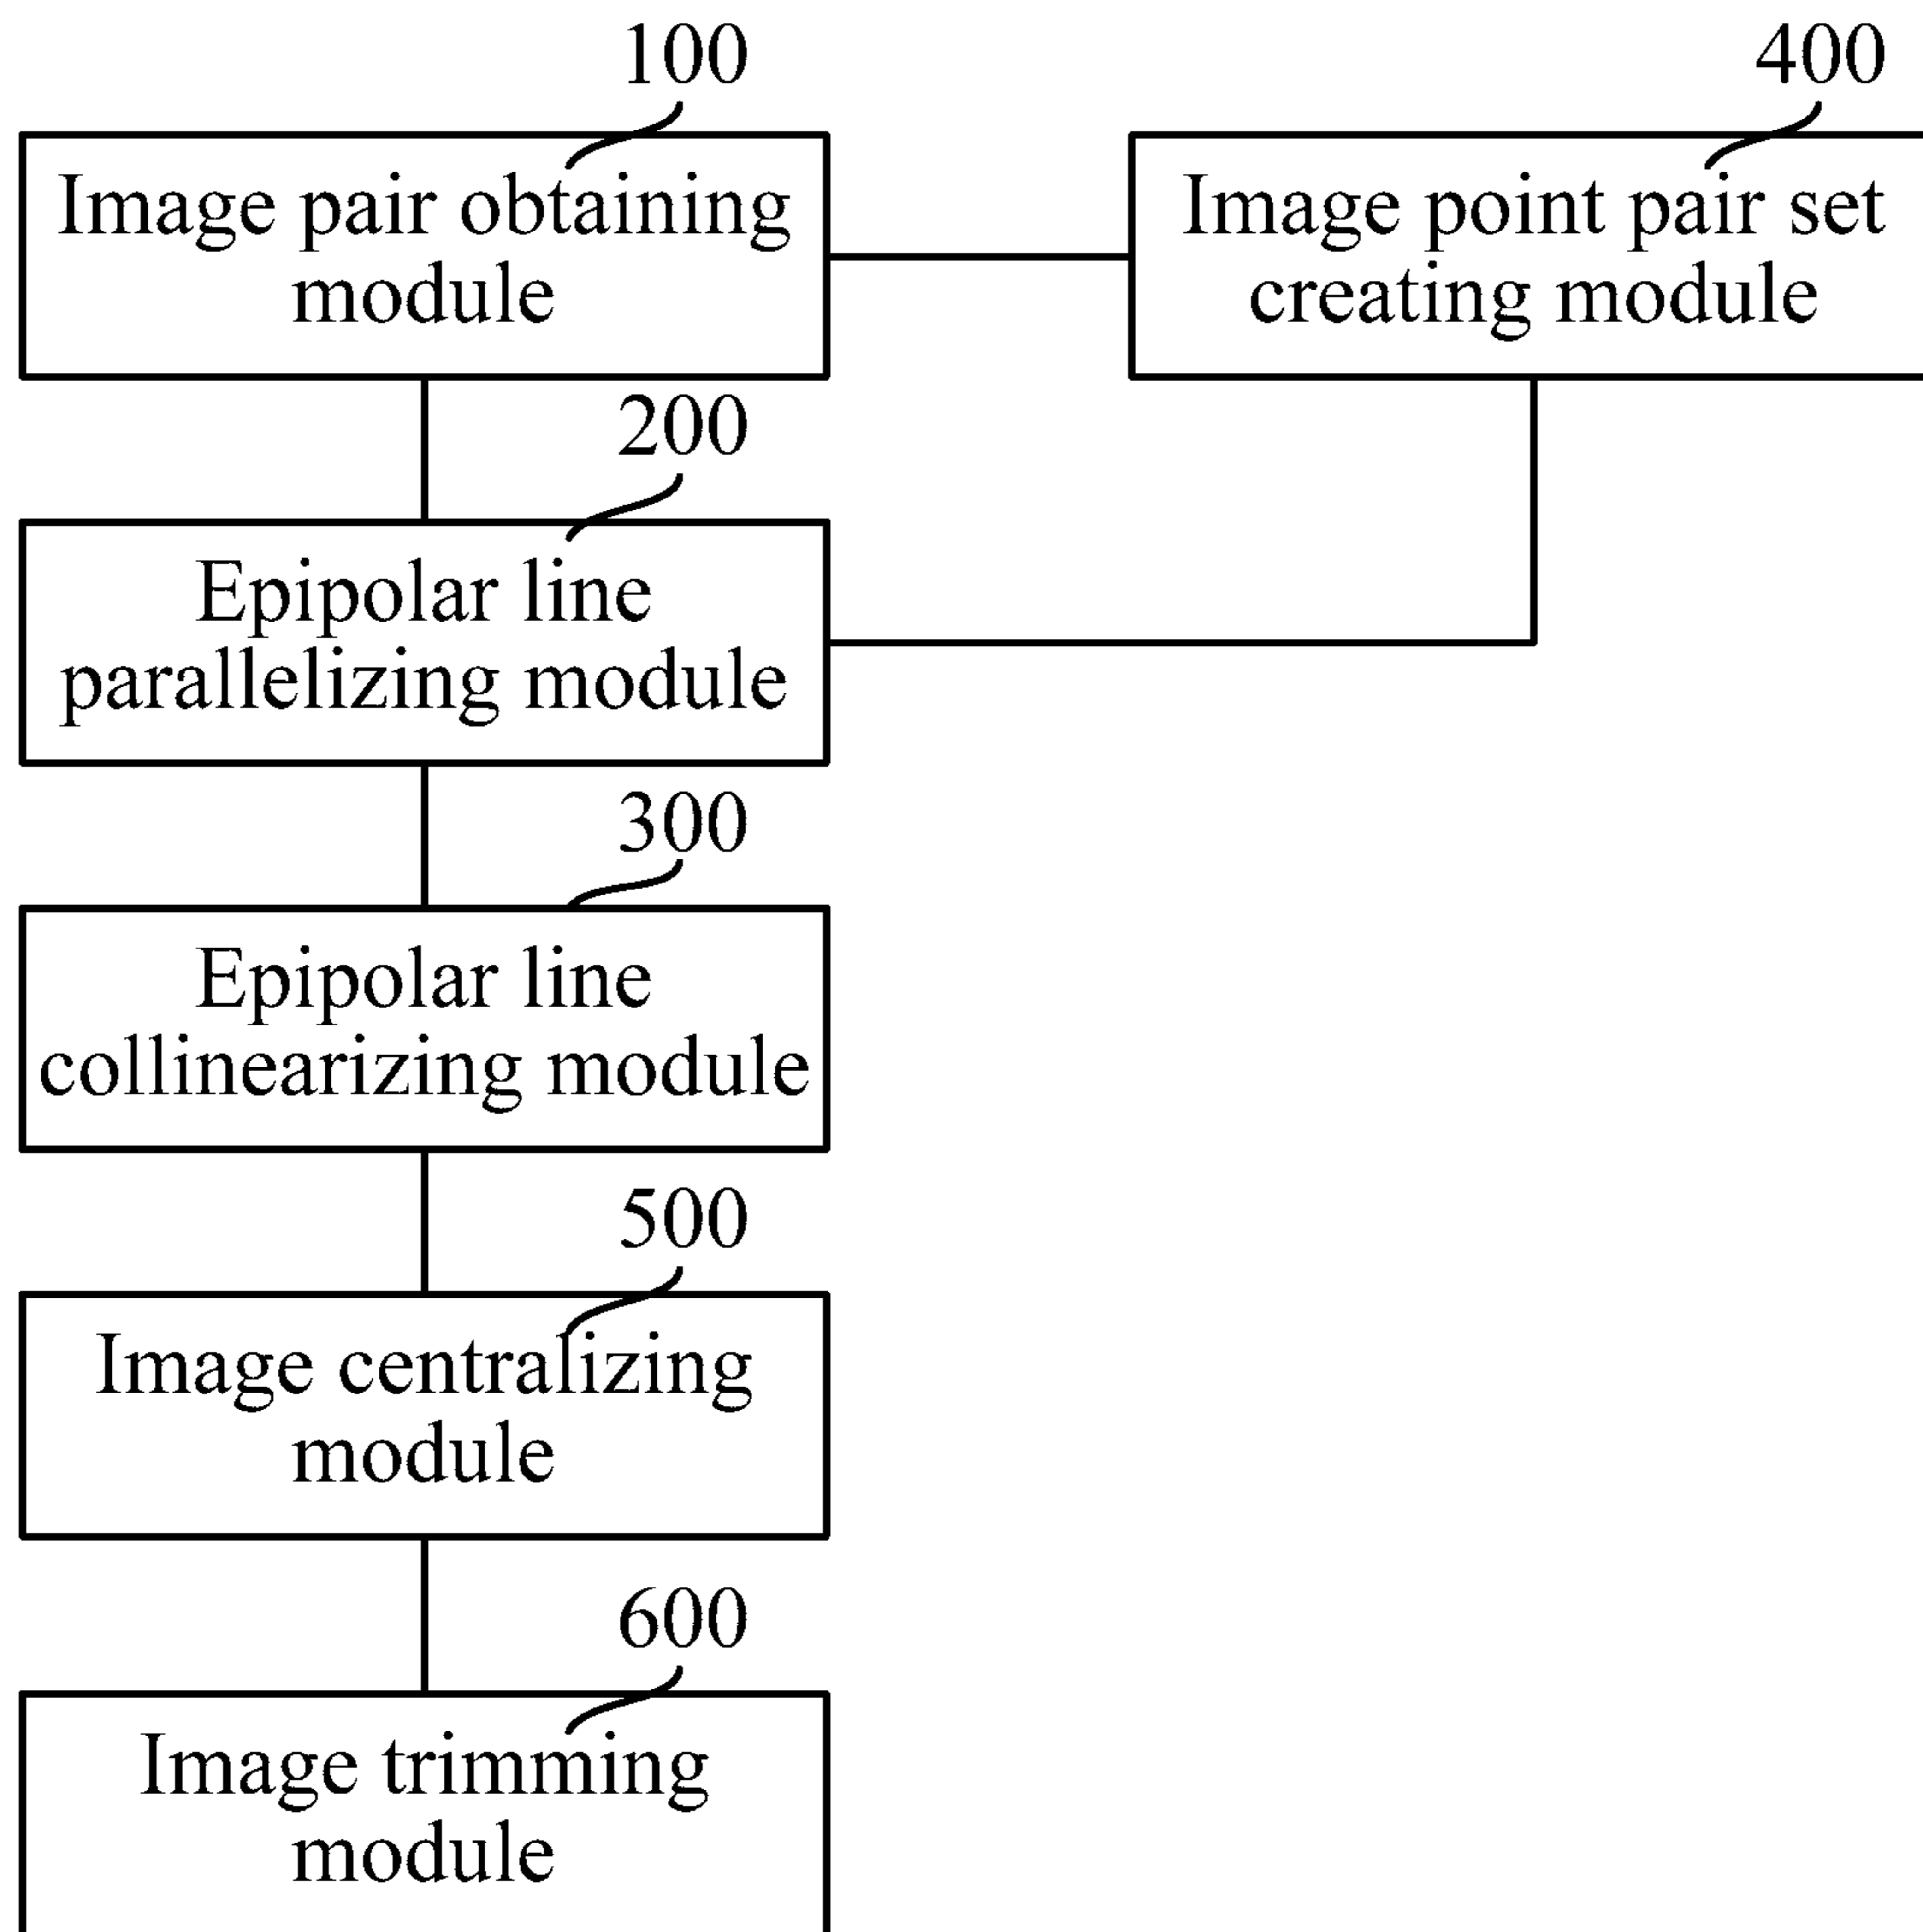 100
Image pair obtaining
module
400
Image point pair set
creating module
200
Epipolar line
parallelizing module
300
Epipolar line
collinearizing module
500
Image centralizing
module
600
Image trimming
module